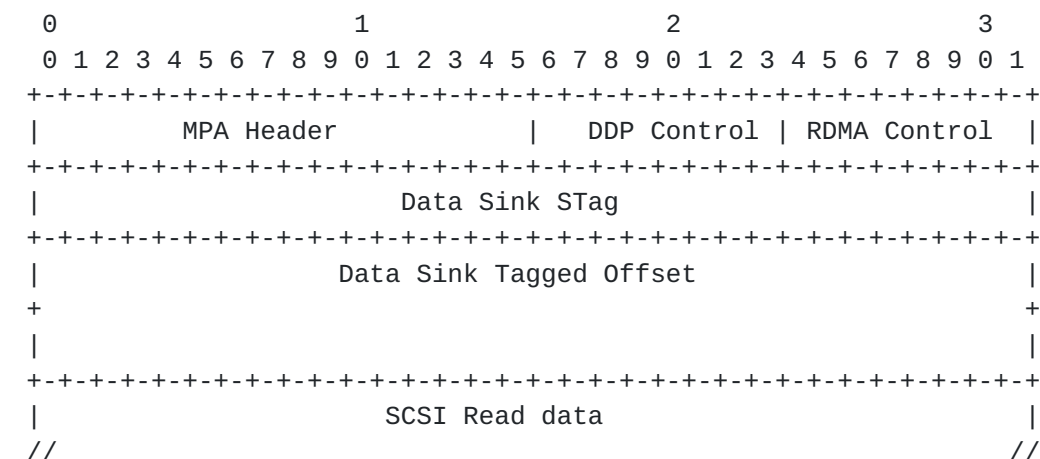 0                   1                   2                   3
 0 1 2 3 4 5 6 7 8 9 0 1 2 3 4 5 6 7 8 9 0 1 2 3 4 5 6 7 8 9 0 1
+-+-+-+-+-+-+-+-+-+-+-+-+-+-+-+-+-+-+-+-+-+-+-+-+-+-+-+-+-+-+-+-+
|         MPA Header            |   DDP Control | RDMA Control  |
+-+-+-+-+-+-+-+-+-+-+-+-+-+-+-+-+-+-+-+-+-+-+-+-+-+-+-+-+-+-+-+-+
|                       Data Sink STag                          |
+-+-+-+-+-+-+-+-+-+-+-+-+-+-+-+-+-+-+-+-+-+-+-+-+-+-+-+-+-+-+-+-+
|                   Data Sink Tagged Offset                     |
+                                                               +
|                                                               |
+-+-+-+-+-+-+-+-+-+-+-+-+-+-+-+-+-+-+-+-+-+-+-+-+-+-+-+-+-+-+-+-+
|                      SCSI Read data                           |
//                                                             //